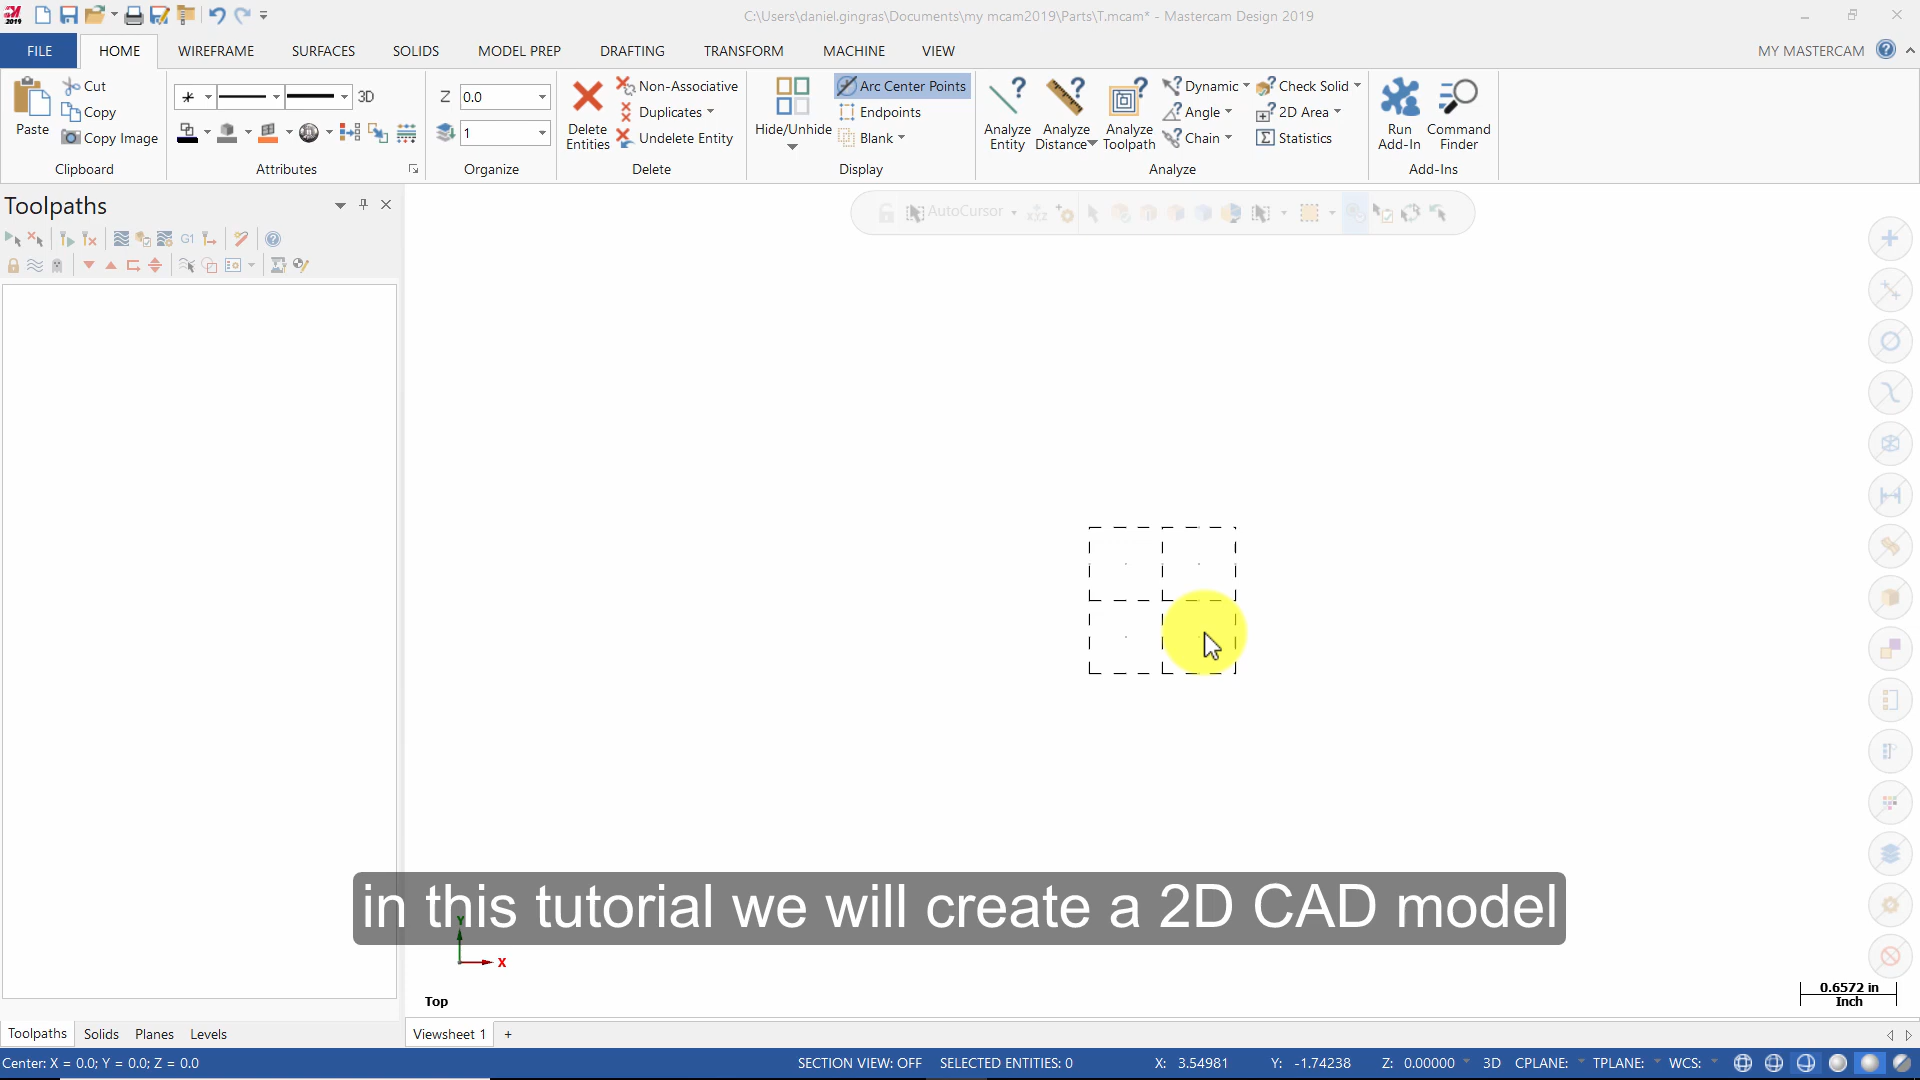 2019
C:\Users\daniel.gingras\Documents\my mcam2019\Parts\T.mcam* - Mastercam Design 2019
FILE HOME WIREFRAME SURFACES SOLIDS MODEL PREP DRAFTING TRANSFORM MACHINE VIEW MY MASTERCAM
Paste
Cut
Copy
Copy Image
Clipboard
3D
Attributes
Z 0.0
1
Organize
Delete Entities
Non-Associative
Duplicates
Undelete Entity
Delete
Hide/Unhide
Arc Center Points
Endpoints
Blank
Display
Analyze Entity
Analyze Distance
Analyze Toolpath
Dynamic
Angle
Chain
Check Solid
2D Area
Statistics
Analyze
Run Add-In
Command Finder
Add-Ins
Toolpaths
G1
AutoCursor
in this tutorial we will create a 2D CAD model
Y
X
Top
0.6572 in
Inch
Toolpaths Solids Planes Levels
Viewsheet 1 +
Center: X = 0.0; Y = 0.0; Z = 0.0 SECTION VIEW: OFF SELECTED ENTITIES: 0 X: 3.54981 Y: -1.74238 Z: 0.00000 3D CPLANE: TPLANE: WCS: